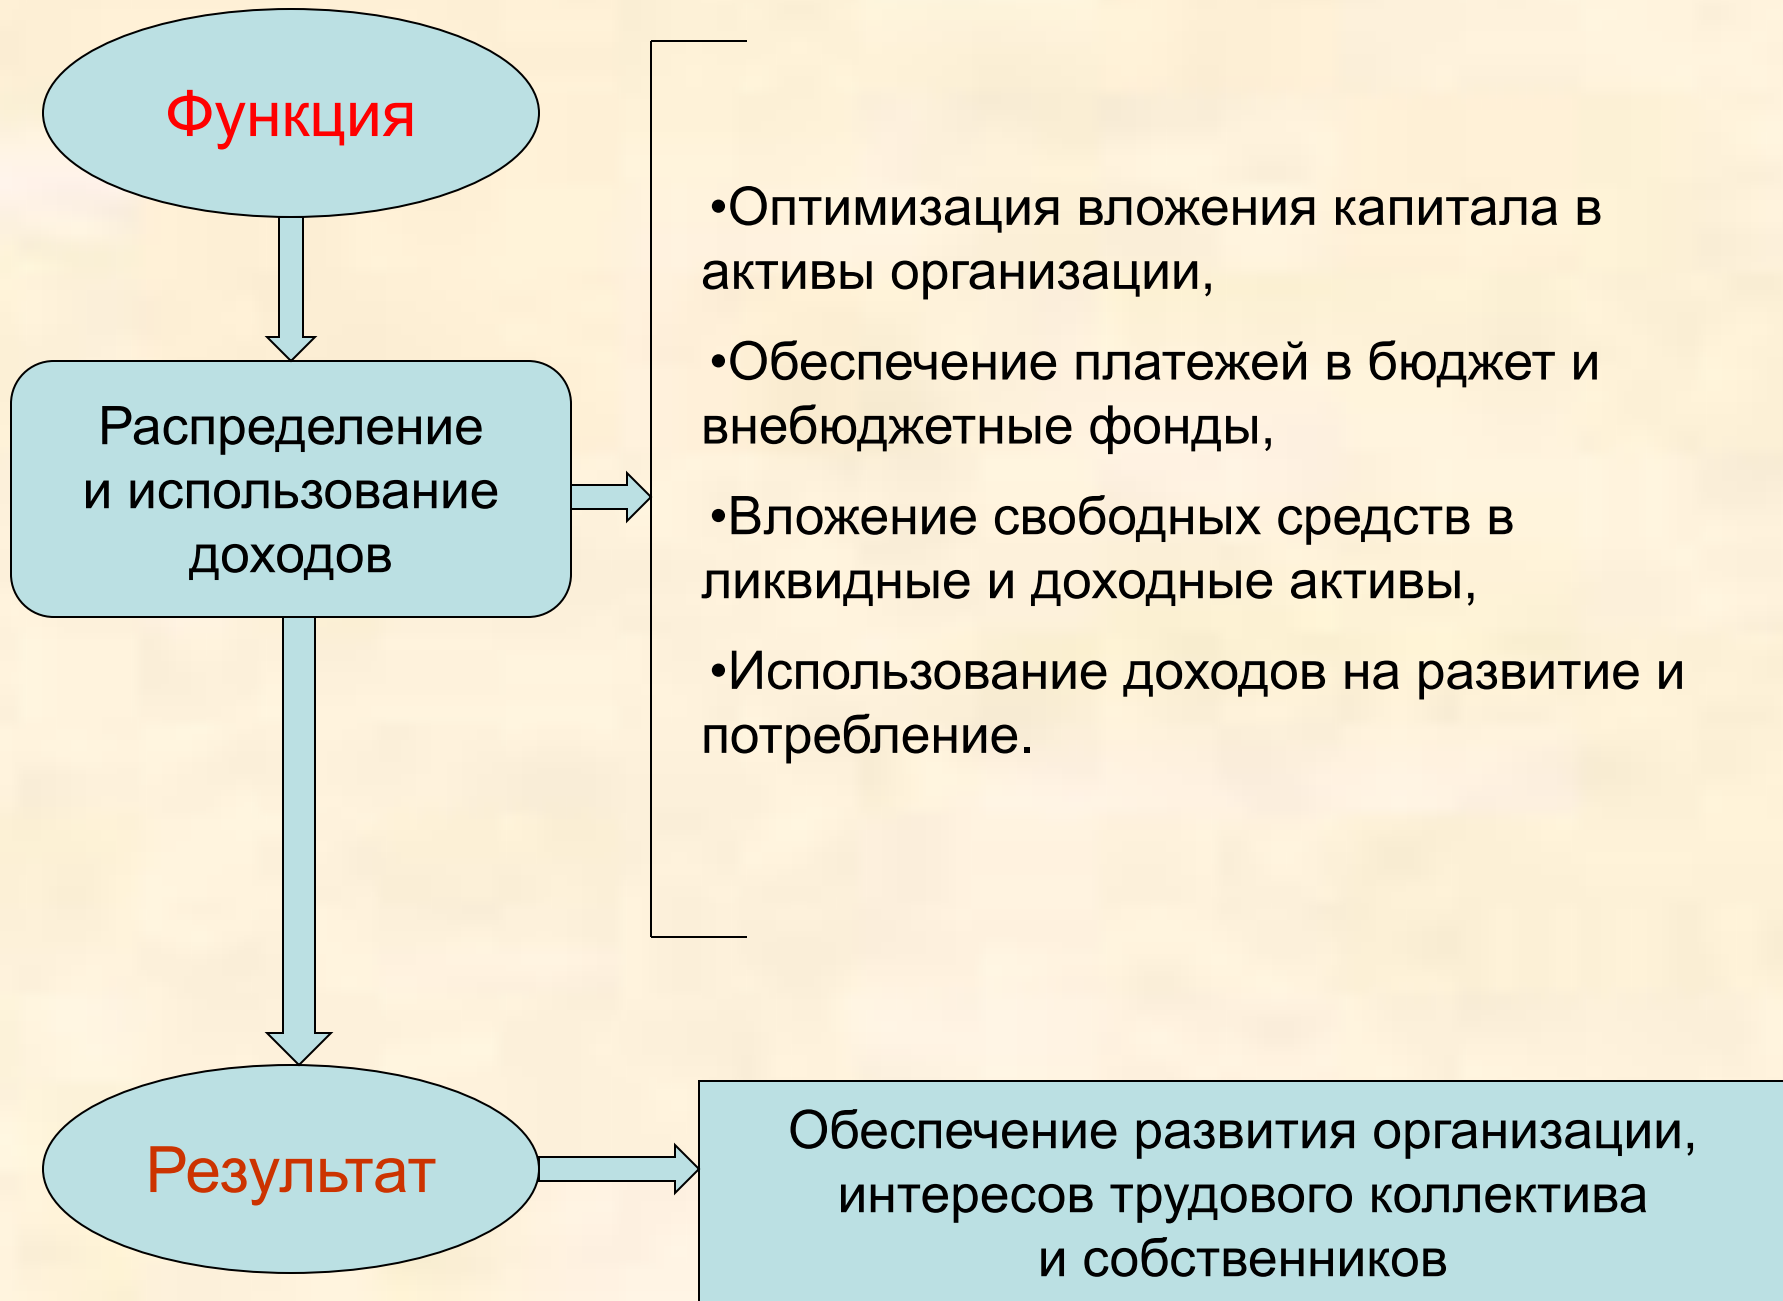 Функция
Распределение
и использование
доходов
•Оптимизация вложения капитала в
активы организации,
•Обеспечение платежей в бюджет и
внебюджетные фонды,
•Вложение свободных средств в
ликвидные и доходные активы,
•Использование доходов на развитие и
потребление.
Результат
Обеспечение развития организации,
интересов трудового коллектива
и собственников